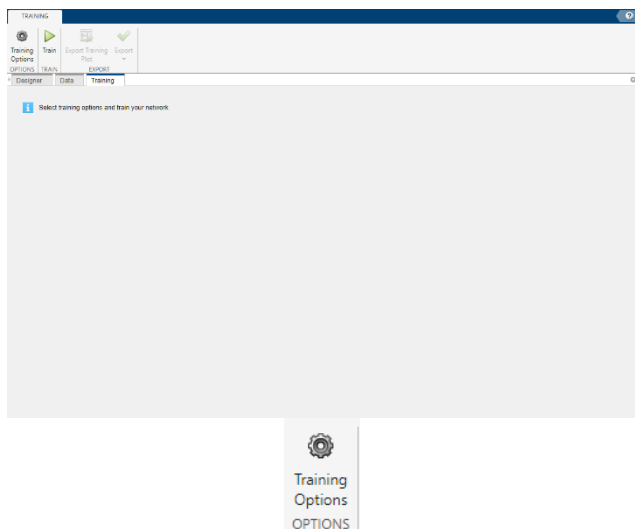 TRAINING
?
Training Options
Train
Export Training Plot
Export
OPTIONS
TRAIN
EXPORT
Designer
Data
Training
i
Select training options and train your network
Training
Options
OPTIONS